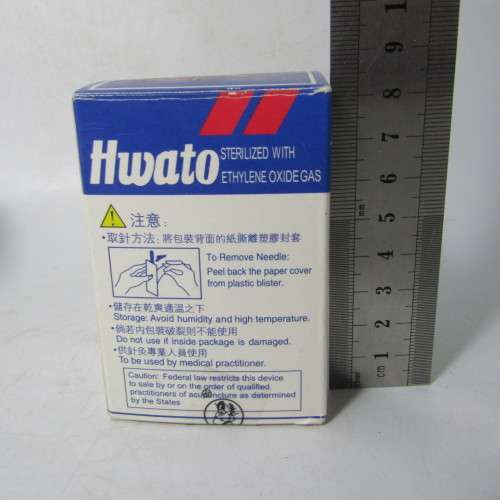 Hwato
STERILIZED WITH
ETHYLENE OXIDE GAS
注意:
•取針方法:將包裝背面的紙撕離塑膠封套
To Remove Needle:
Peel back the paper cover
from plastic blister.
•儲存在乾爽適溫之下
Storage: Avoid humidity and high temperature.
•倘若內包裝破裂則不能使用
Do not use if inside package is damaged.
•供針灸專業人員使用
To be used by medical practitioner.
Caution: Federal law restricts this device
to sale by or on the order of qualified
practitioners of acupuncture as determined
by the States
mm
cm 1 2 3 4 5 6 7 8 9